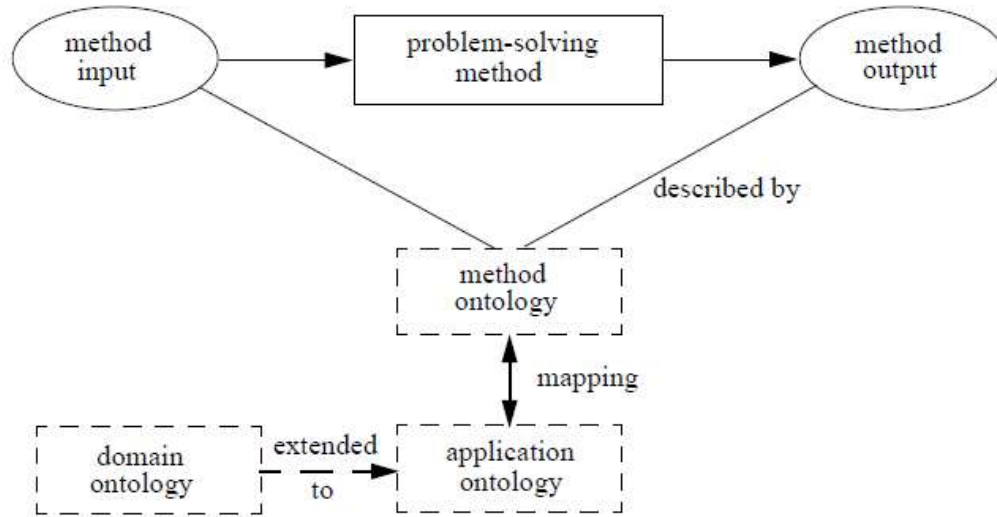 method
input
problem-solving
method
method
output
described by
method
ontology
mapping
domain
ontology
extended
to
application
ontology